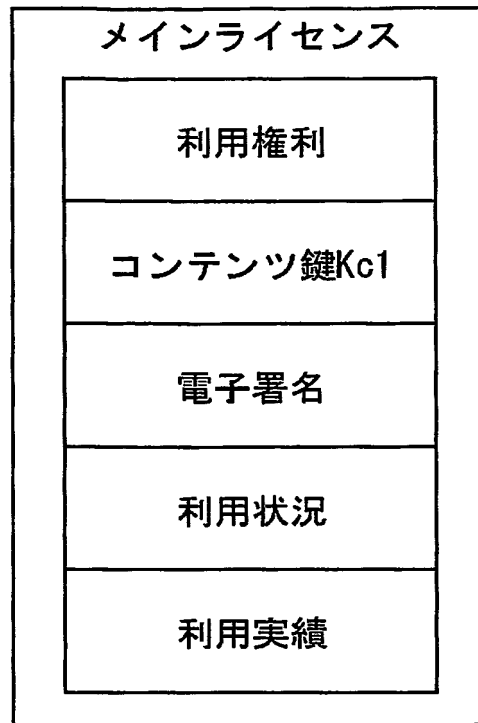 メインライセンス
利用権利
コンテンツ鍵Kc1
電子署名
利用状況
利用実績